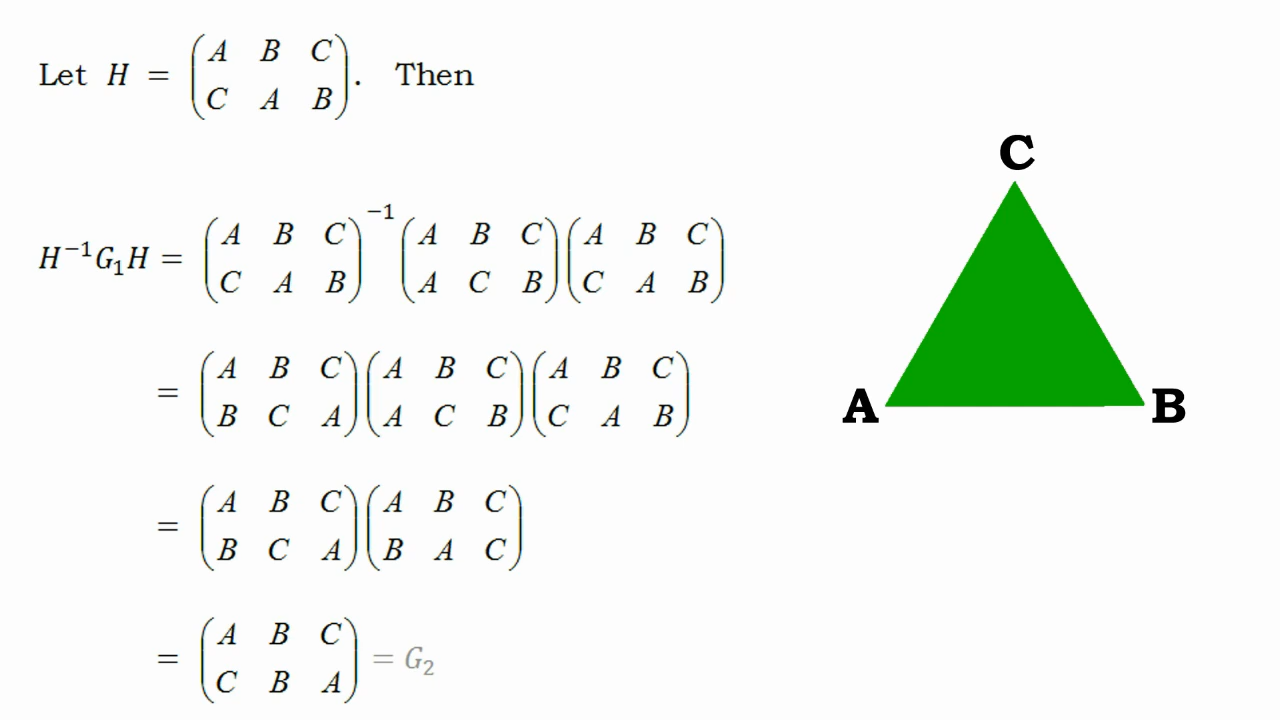 Let H = ( A B C ) . Then
( C A B )
H⁻¹G₁H = ( A B C )⁻¹ ( A B C ) ( A B C )
( C A B ) ( A C B ) ( C A B )
= ( A B C ) ( A B C ) ( A B C )
( B C A ) ( A C B ) ( C A B )
= ( A B C ) ( A B C )
( B C A ) ( B A C )
= ( A B C ) = G₂
( C B A )
C
A B